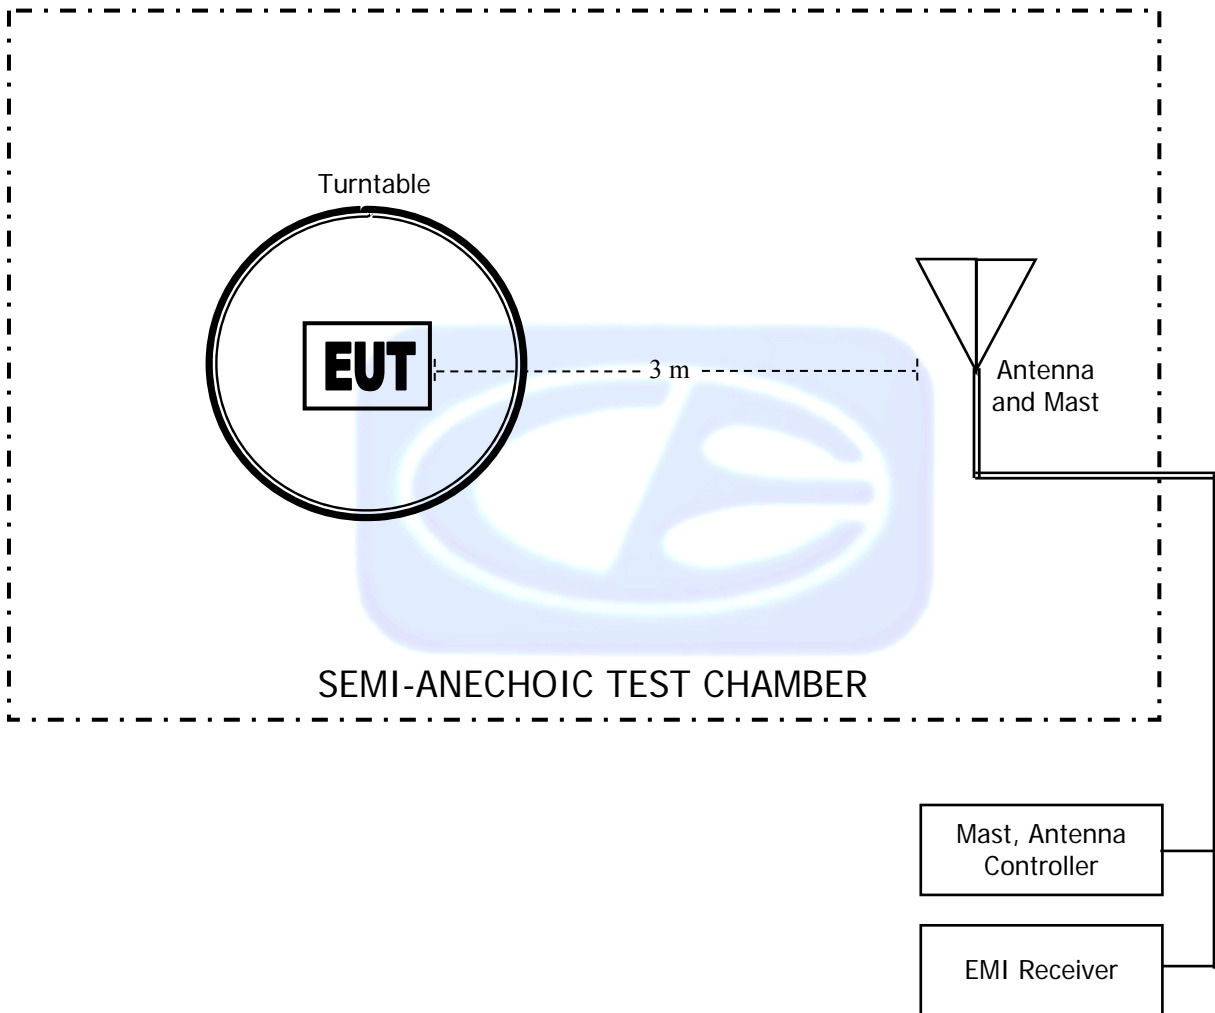 Turntable
EUT
3 m
Antenna
and Mast
SEMI-ANECHOIC TEST CHAMBER
Mast, Antenna
Controller
EMI Receiver